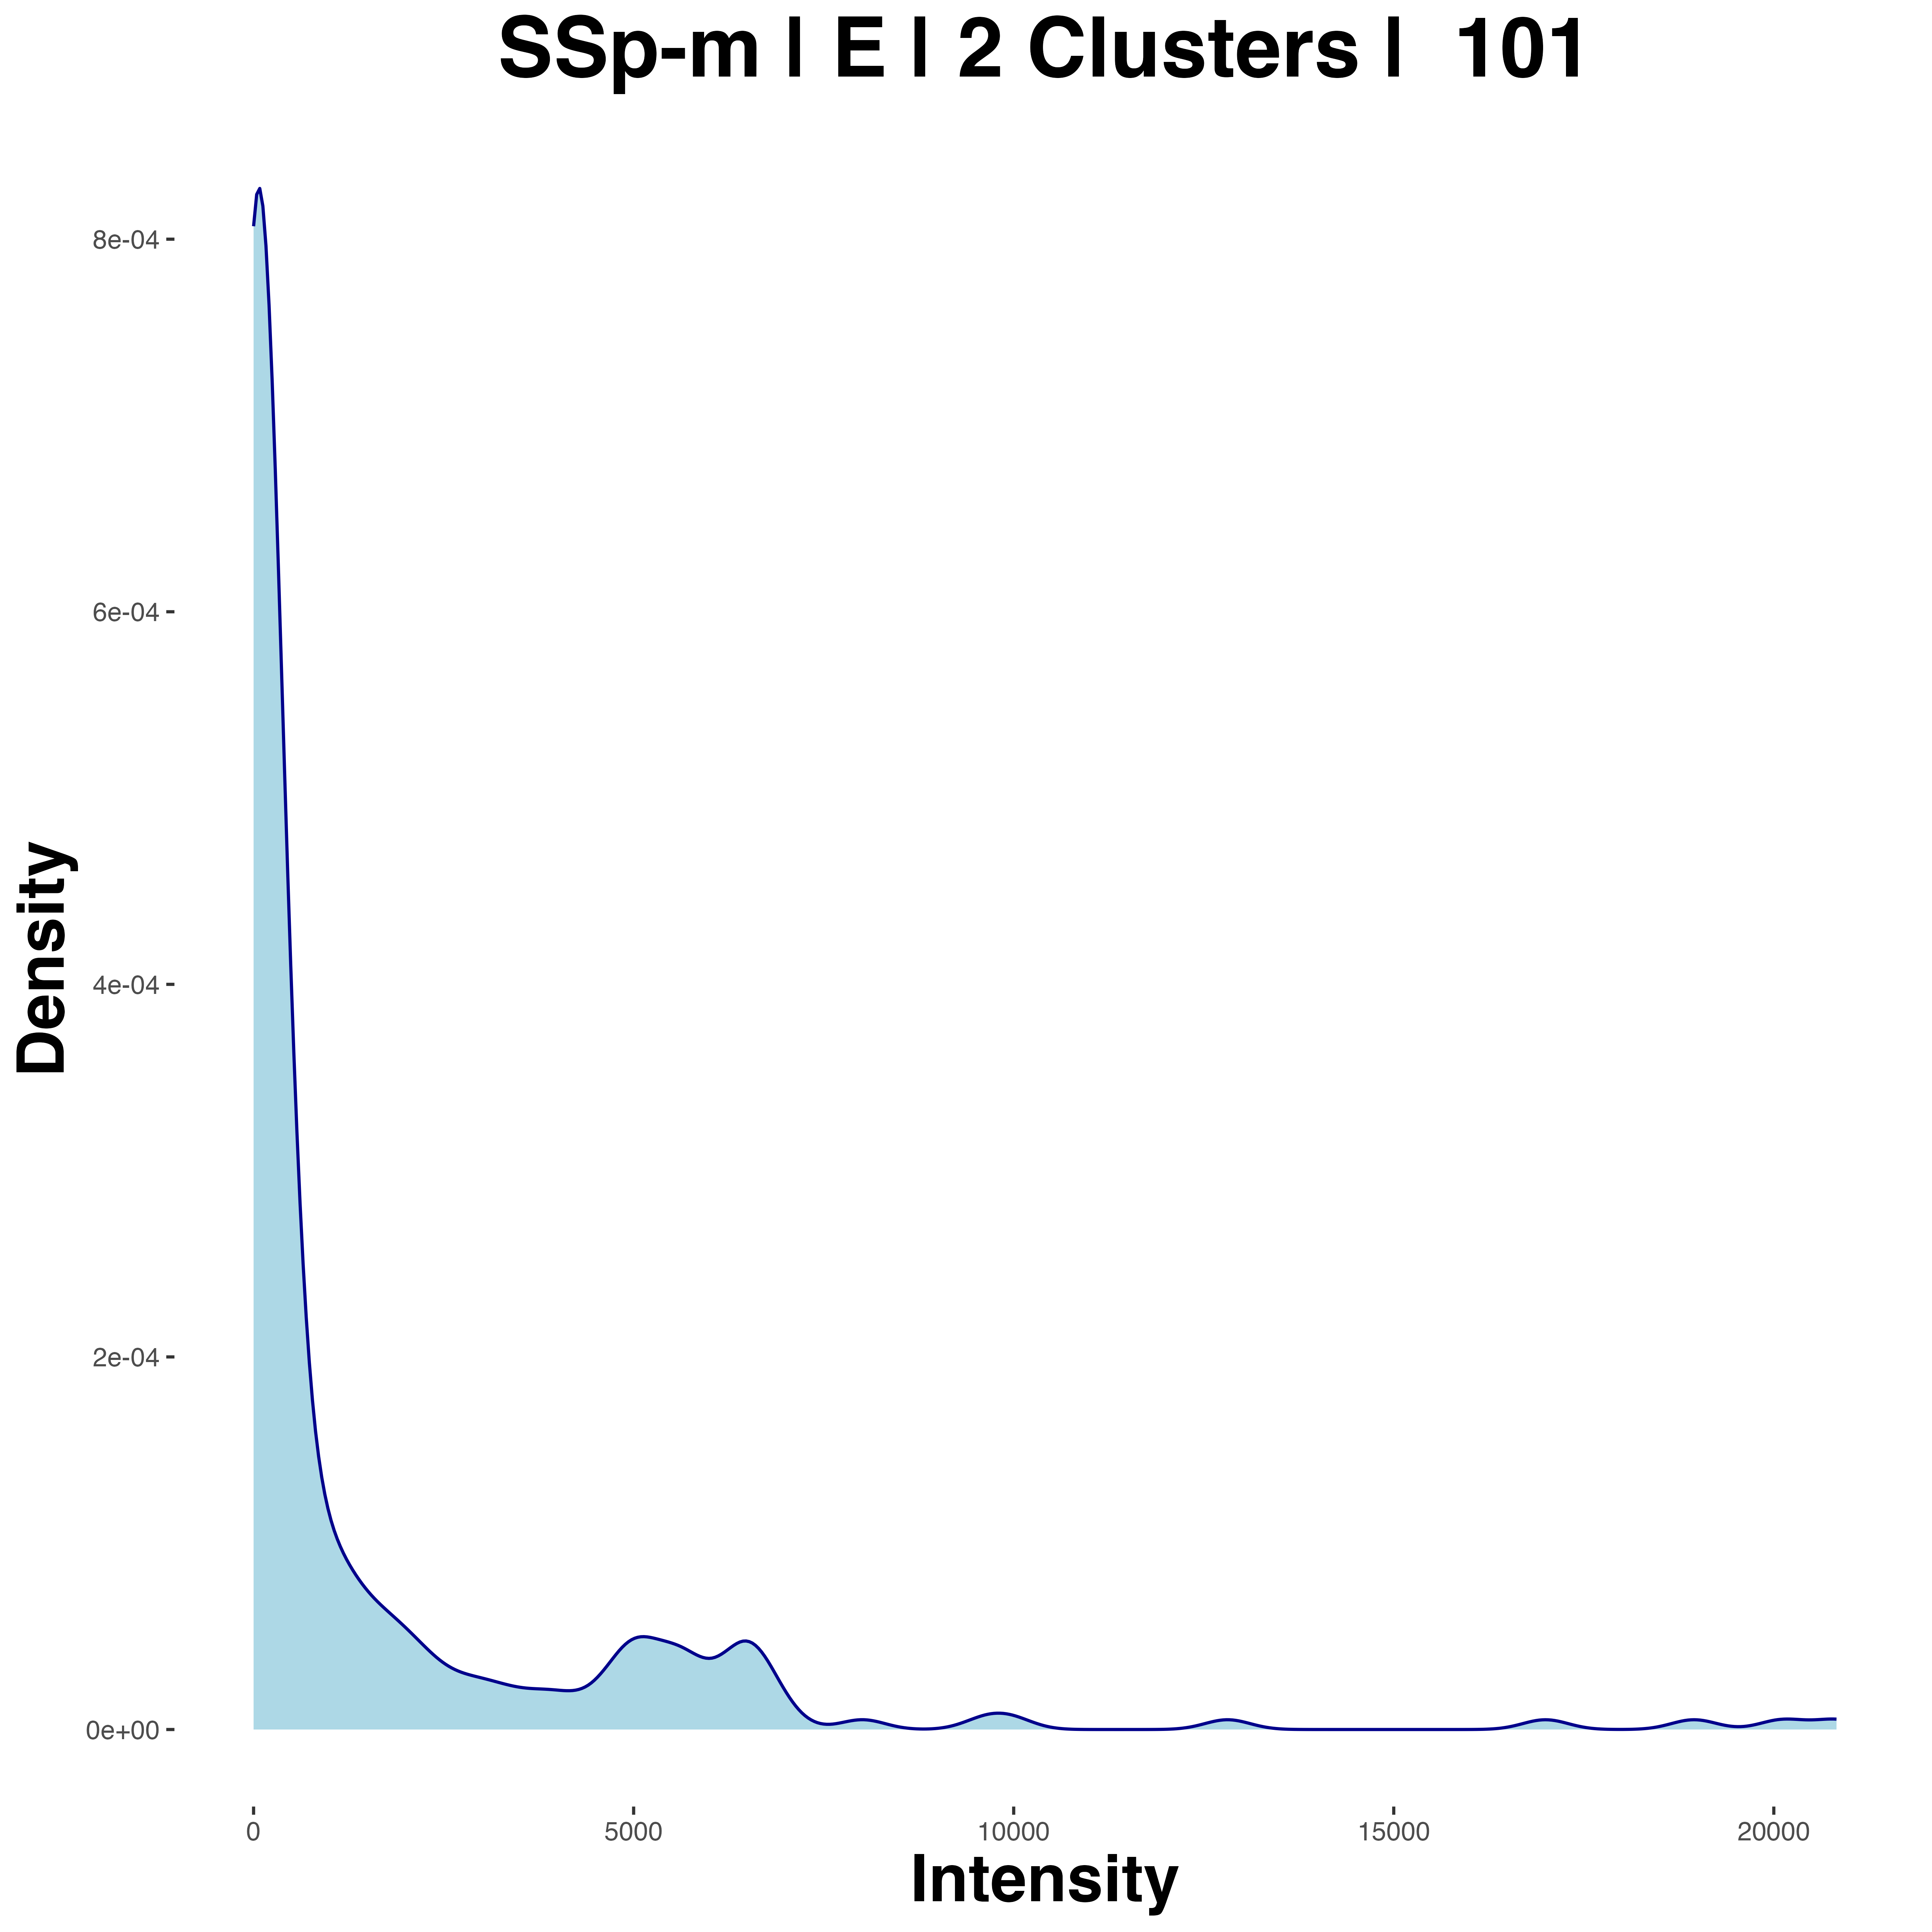 SSp-m | E | 2 Clusters |  101
Density
8e-04
6e-04
4e-04
2e-04
0e+00
0 5000 10000 15000 20000
Intensity